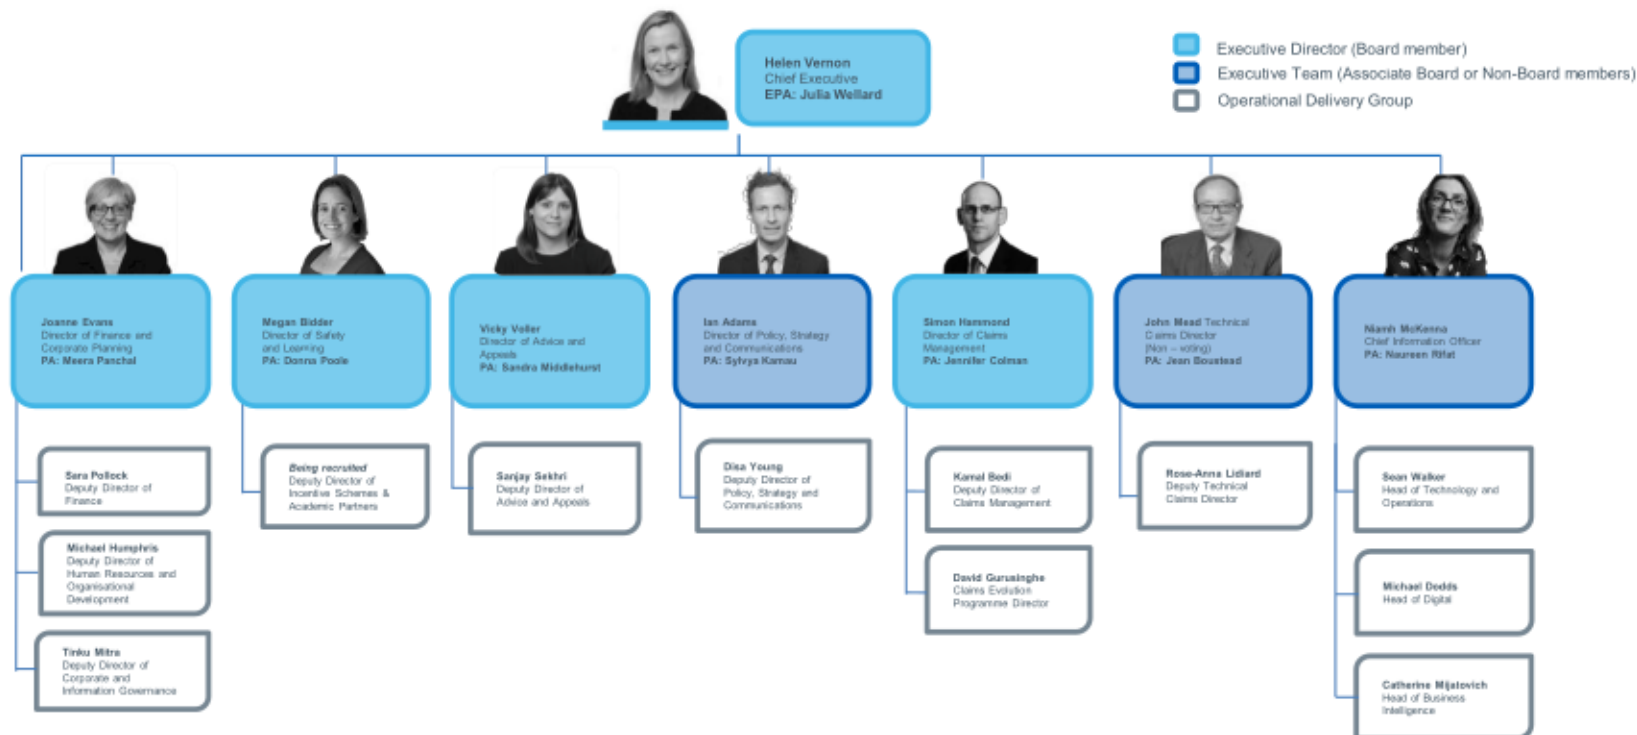 Helen Vernon
Chief Executive
EPA: Julia Wellard
Executive Director (Board member)
Executive Team (Associate Board or Non-Board members)
Operational Delivery Group
Joanne Evans
Director of Finance and
Corporate Planning
PA: Meera Panchal
Megan Bidder
Director of Safety
and Learning
PA: Donna Poole
Vicky Voller
Director of Advice and
Appeals
PA: Sandra Middlehurst
Ian Adams
Director of Policy, Strategy
and Communications
PA: Sylvya Kamau
Simon Hammond
Director of Claims
Management
PA: Jennifer Colman
John Mead Technical
Claims Director
(Non – voting)
PA: Jean Boustead
Niamh McKenna
Chief Information Officer
PA: Naureen Rifat
Sara Pollock
Deputy Director of
Finance
Michael Humphris
Deputy Director of
Human Resources and
Organisational
Development
Tinku Mitra
Deputy Director of
Corporate and
Information Governance
Being recruited
Deputy Director of
Incentive Schemes &
Academic Partners
Sanjay Sekhri
Deputy Director of
Advice and Appeals
Disa Young
Deputy Director of
Policy, Strategy and
Communications
Kamal Bedi
Deputy Director of
Claims Management
David Gurusinghe
Claims Evolution
Programme Director
Rose-Anna Lidiard
Deputy Technical
Claims Director
Sean Walker
Head of Technology and
Operations
Michael Dodds
Head of Digital
Catherine Mijatovich
Head of Business
Intelligence